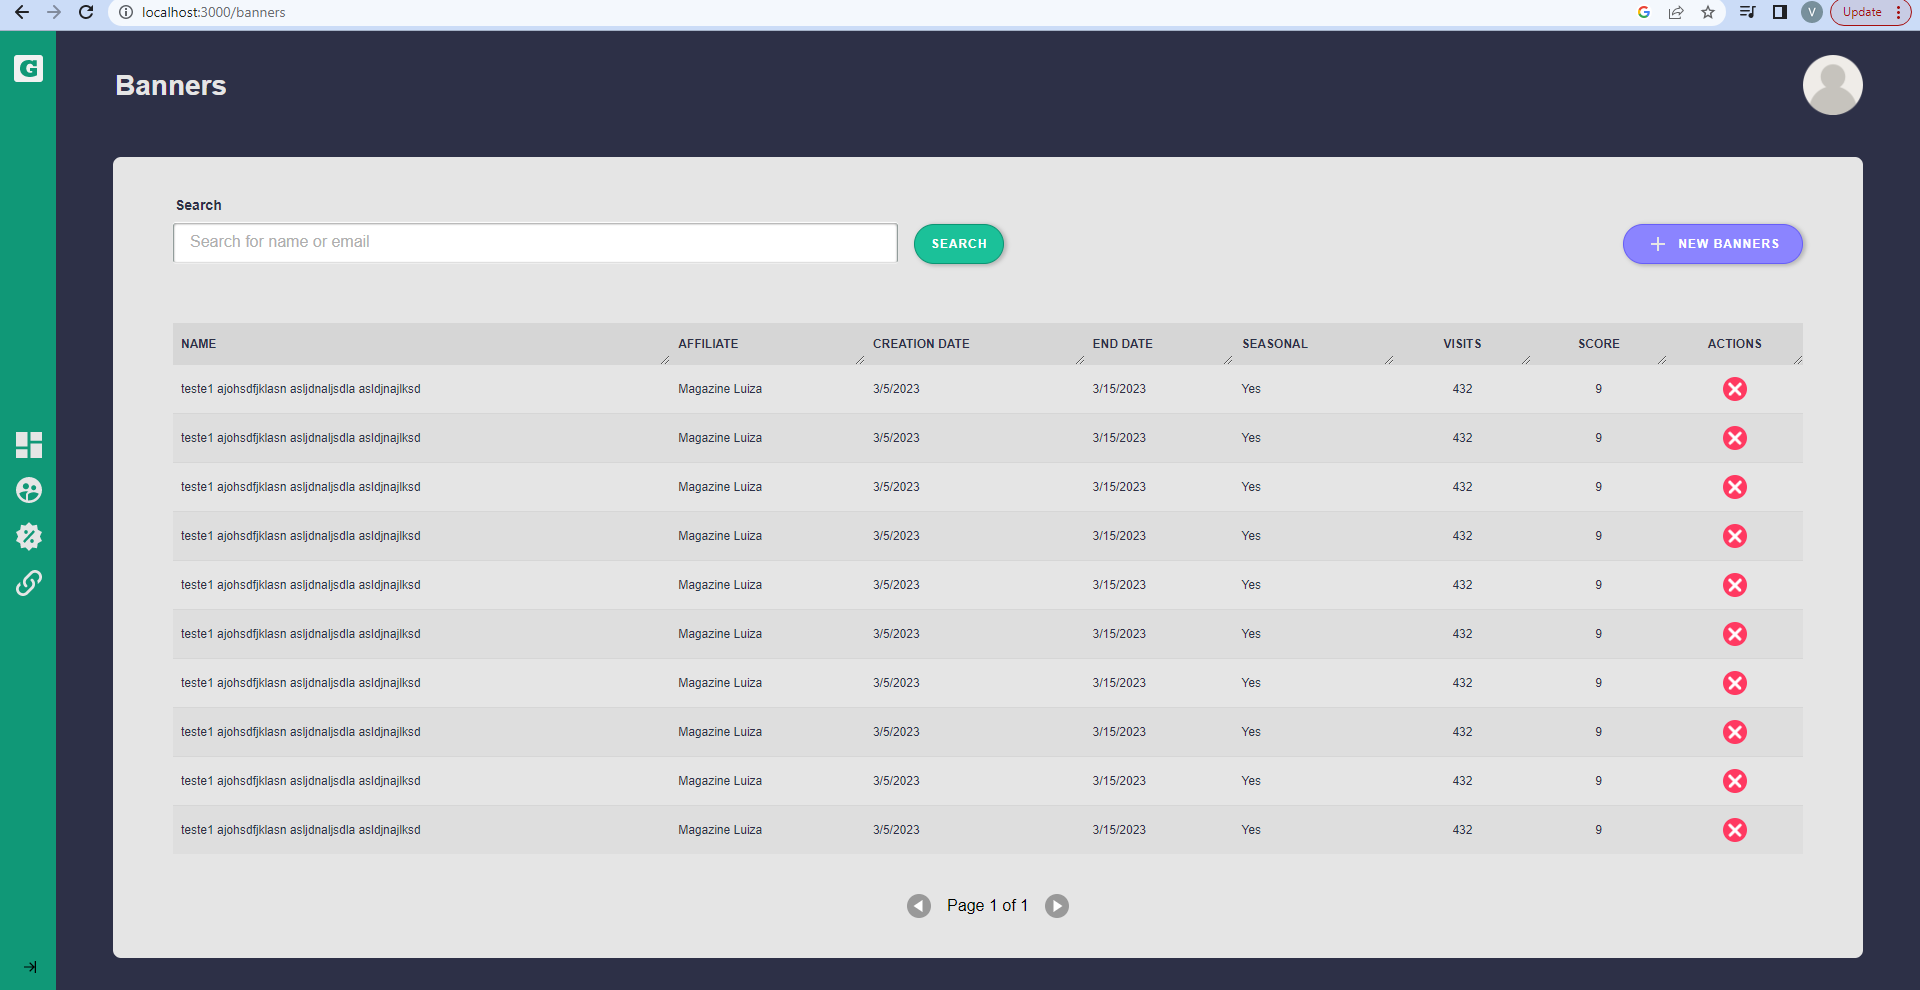 localhost:3000/banners
V
Update
G
Banners
Search
Search for name or email
SEARCH
NEW BANNERS
NAME AFFILIATE CREATION DATE END DATE SEASONAL VISITS SCORE ACTIONS
teste1 ajohsdfjklasn asljdnaljsdla asldjnajlksd Magazine Luiza 3/5/2023 3/15/2023 Yes 432 9
teste1 ajohsdfjklasn asljdnaljsdla asldjnajlksd Magazine Luiza 3/5/2023 3/15/2023 Yes 432 9
teste1 ajohsdfjklasn asljdnaljsdla asldjnajlksd Magazine Luiza 3/5/2023 3/15/2023 Yes 432 9
teste1 ajohsdfjklasn asljdnaljsdla asldjnajlksd Magazine Luiza 3/5/2023 3/15/2023 Yes 432 9
teste1 ajohsdfjklasn asljdnaljsdla asldjnajlksd Magazine Luiza 3/5/2023 3/15/2023 Yes 432 9
teste1 ajohsdfjklasn asljdnaljsdla asldjnajlksd Magazine Luiza 3/5/2023 3/15/2023 Yes 432 9
teste1 ajohsdfjklasn asljdnaljsdla asldjnajlksd Magazine Luiza 3/5/2023 3/15/2023 Yes 432 9
teste1 ajohsdfjklasn asljdnaljsdla asldjnajlksd Magazine Luiza 3/5/2023 3/15/2023 Yes 432 9
teste1 ajohsdfjklasn asljdnaljsdla asldjnajlksd Magazine Luiza 3/5/2023 3/15/2023 Yes 432 9
teste1 ajohsdfjklasn asljdnaljsdla asldjnajlksd Magazine Luiza 3/5/2023 3/15/2023 Yes 432 9
Page 1 of 1